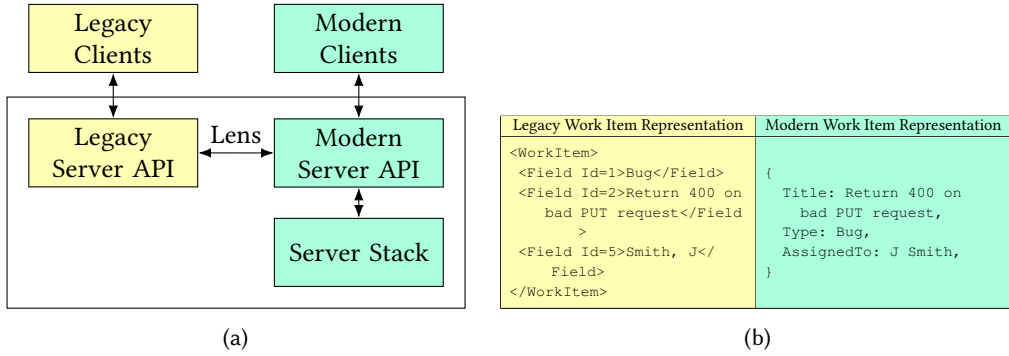 Legacy
Clients
Modern
Clients
Legacy
Server API
Lens
Modern
Server API
Server Stack
(a)
Legacy Work Item Representation
<WorkItem>
<Field Id=1>Bug</Field>
<Field Id=2>Return 400 on
bad PUT request</Field
>
<Field Id=5>Smith, J</
Field>
</WorkItem>
Modern Work Item Representation
{
Title: Return 400 on
bad PUT request,
Type: Bug,
AssignedTo: J Smith,
}
(b)